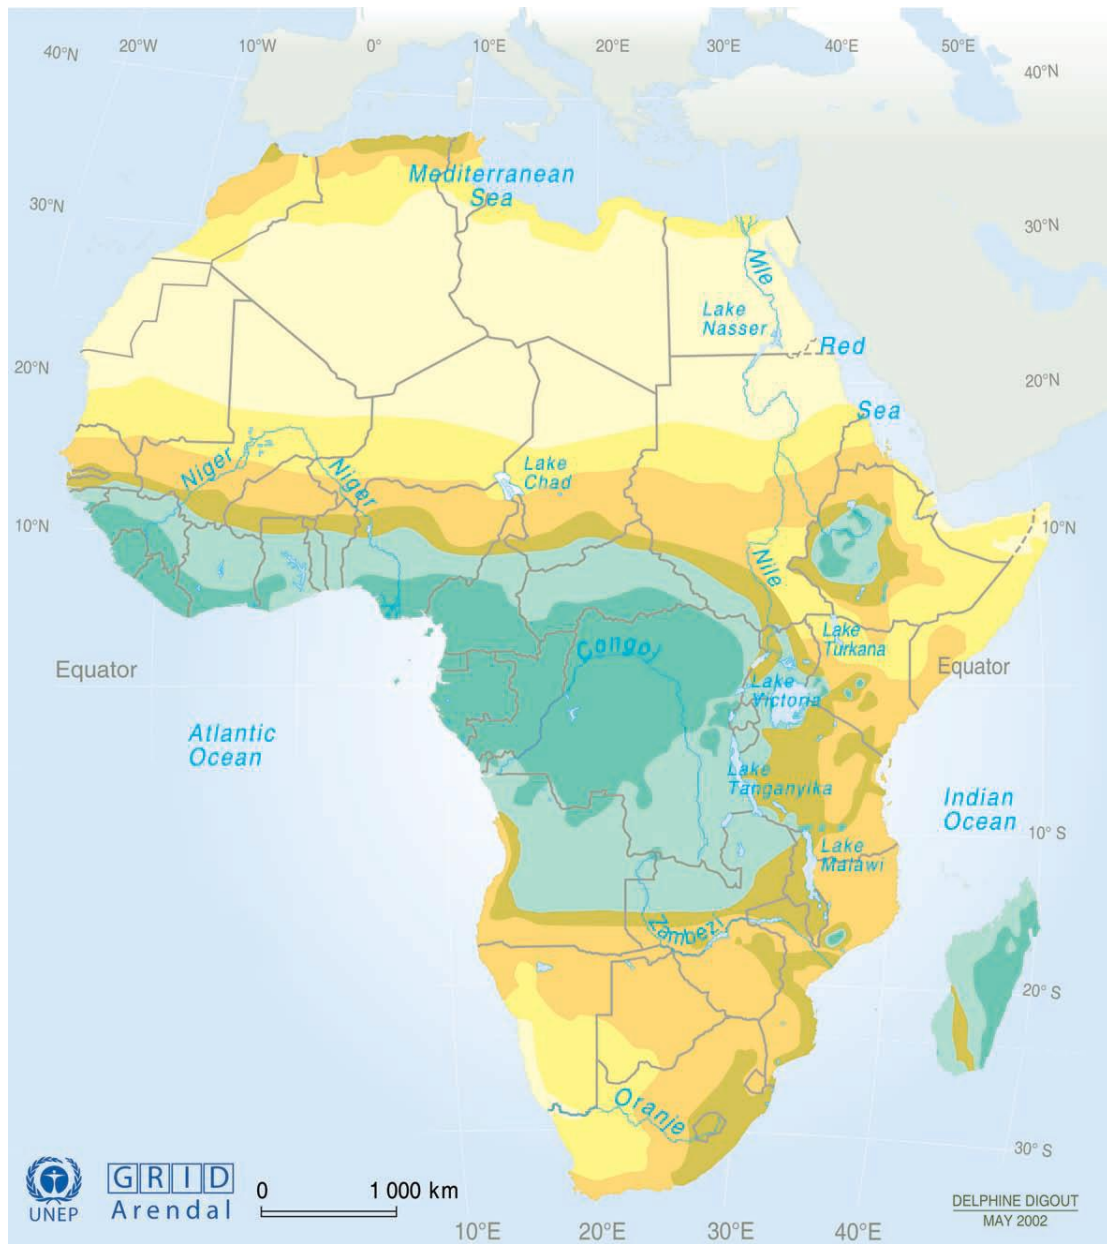 20°W 10°W 0° 10°E 20°E 30°E 40°E 50°E
40°N
40°N
Mediterranean
Sea
30°N
30°N
Mle
Lake
Nasser
Red
20°N
20°N
Sea
Niger
Niger
Lake
Chad
10°N
10°N
Nile
Lake
Turkana
Congoj
Equator
Equator
Lake
Victoria
Atlantic
Ocean
Lake
Tanganyika
Indian
Ocean
10° S
Lake
Malawi
Zambezi
20° S
Oranje
30° S
UNEP
GRID
Arendal
0 1 000 km
DELPHINE DIGOUT
MAY 2002
10°E 20°E 30°E 40°E